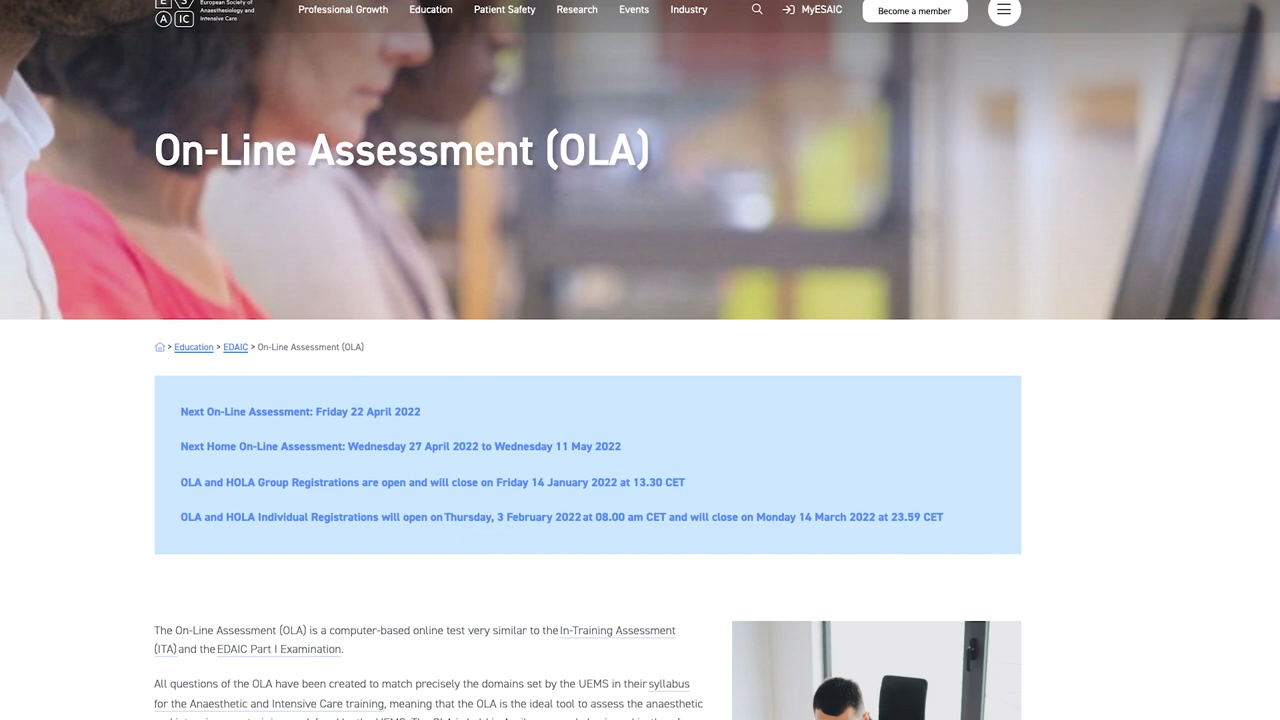 E S
European Society of
Anaesthesiology and
Intensive Care
A IC
Professional Growth Education Patient Safety Research Events Industry MyESAIC Become a member
On-Line Assessment (OLA)
> Education > EDAIC > On-Line Assessment (OLA)
Next On-Line Assessment: Friday 22 April 2022
Next Home On-Line Assessment: Wednesday 27 April 2022 to Wednesday 11 May 2022
OLA and HOLA Group Registrations are open and will close on Friday 14 January 2022 at 13.30 CET
OLA and HOLA Individual Registrations will open on Thursday, 3 February 2022 at 08.00 am CET and will close on Monday 14 March 2022 at 23.59 CET
The On-Line Assessment (OLA) is a computer-based online test very similar to the In-Training Assessment
(ITA) and the EDAIC Part I Examination.
All questions of the OLA have been created to match precisely the domains set by the UEMS in their syllabus
for the Anaesthetic and Intensive Care training, meaning that the OLA is the ideal tool to assess the anaesthetic